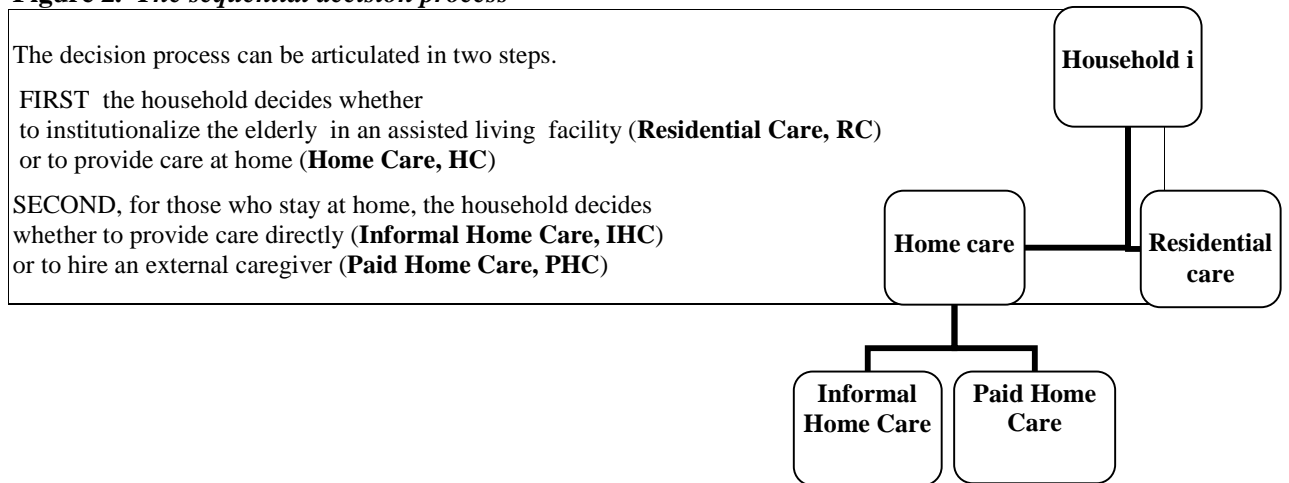 Figure 2. The sequential decision process
The decision process can be articulated in two steps.
FIRST the household decides whether
to institutionalize the elderly in an assisted living facility (Residential Care, RC)
or to provide care at home (Home Care, HC)
SECOND, for those who stay at home, the household decides
whether to provide care directly (Informal Home Care, IHC)
or to hire an external caregiver (Paid Home Care, PHC)
Household i
Home care
Residential
care
Informal
Home Care
Paid Home
Care